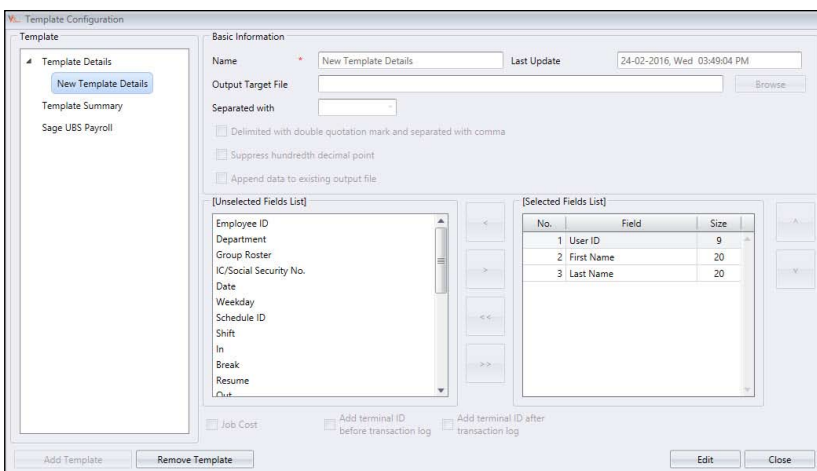 Template Configuration
Template
Template Details
New Template Details
Template Summary
Sage UBS Payroll
Basic Information
Name * New Template Details Last Update 24-02-2016, Wed 03:49:04 PM
Output Target File Browse
Separated with
Delimited with double quotation mark and separated with comma
Suppress hundredth decimal point
Append data to existing output file
[Unselected Fields List]
Employee ID
Department
Group Roster
IC/Social Security No.
Date
Weekday
Schedule ID
Shift
In
Break
Resume
Out
<
>
<<
>>
[Selected Fields List]
No. Field Size
1 User ID 9
2 First Name 20
3 Last Name 20
Job Cost
Add terminal ID
before transaction log
Add terminal ID after
transaction log
Add Template Remove Template Edit Close